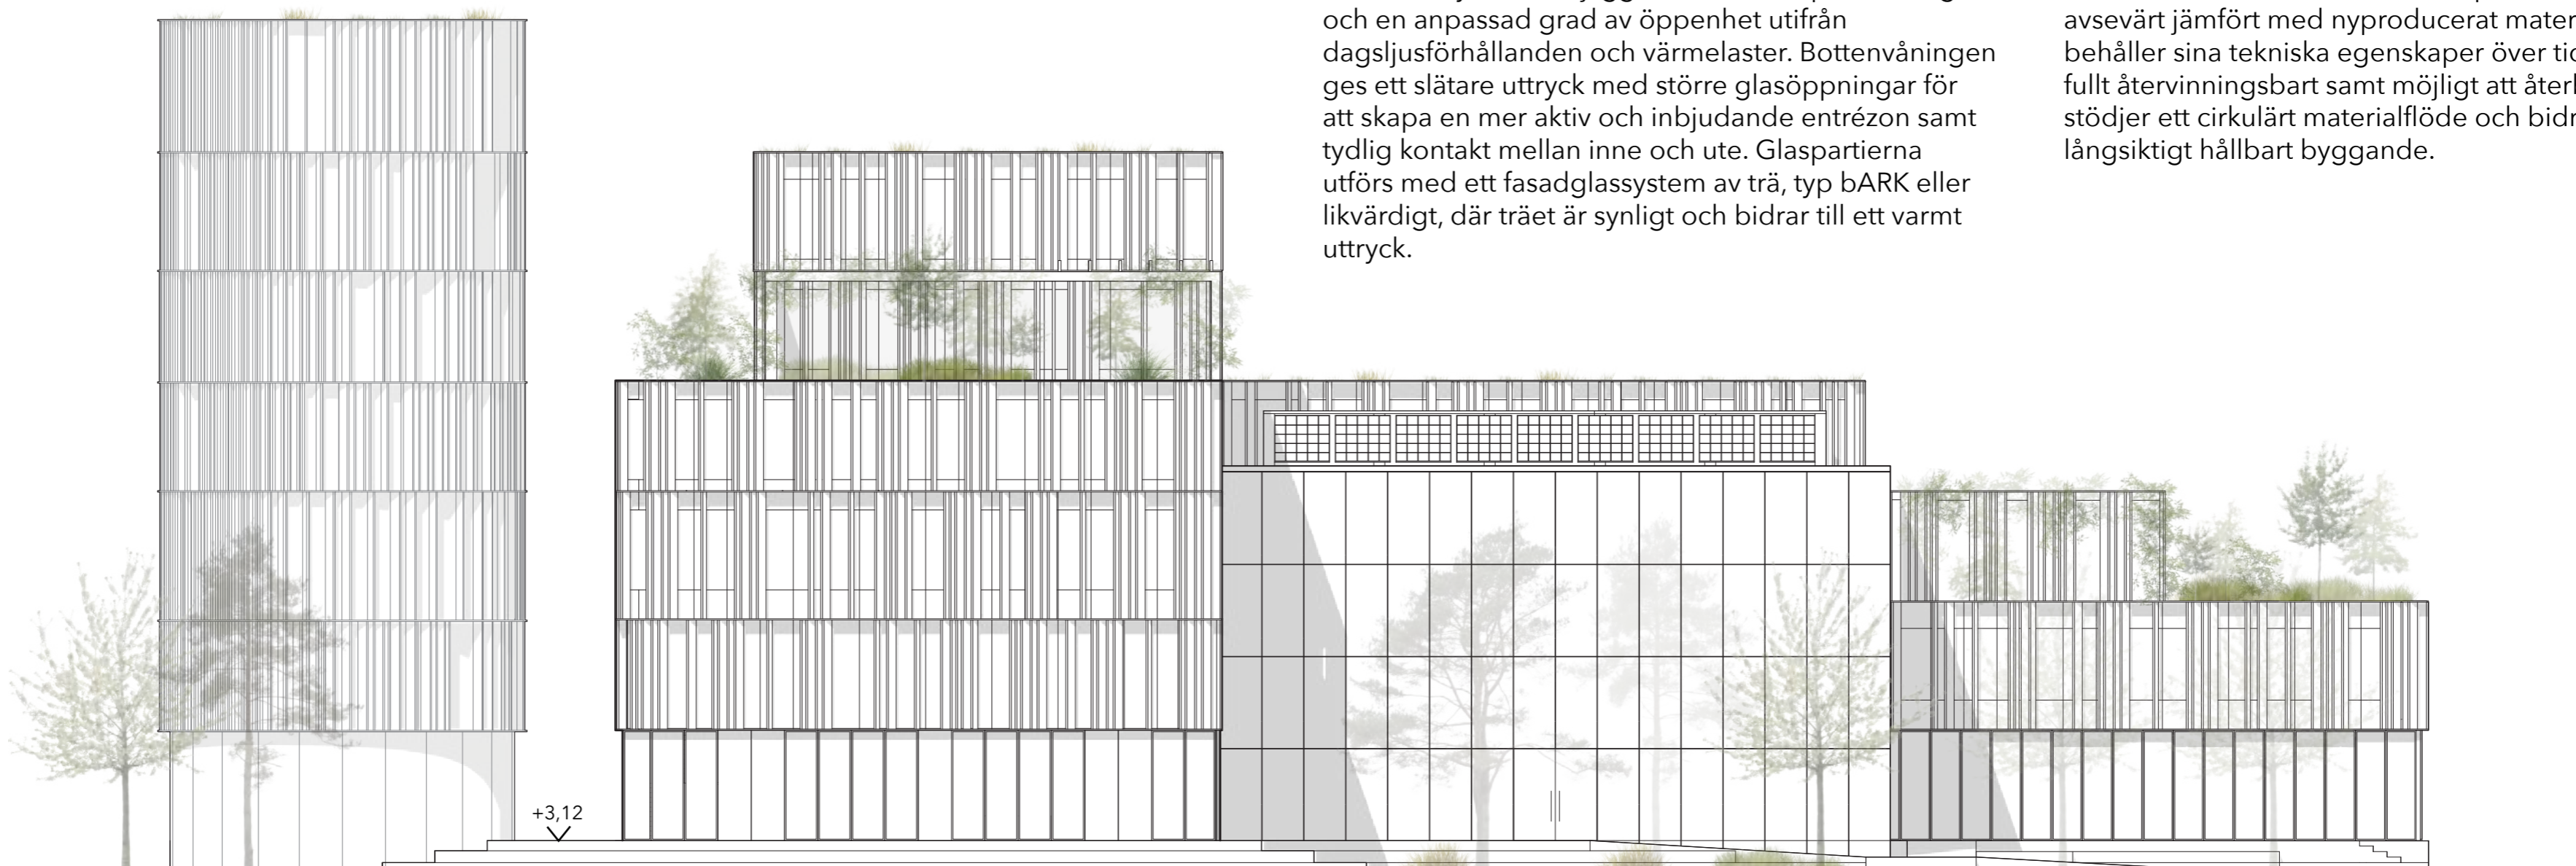 och en anpassad grad av öppenhet utifrån
dagsljusförhållanden och värmelaster. Bottenvåningen
ges ett slätare uttryck med större glasöppningar för
att skapa en mer aktiv och inbjudande entrézon samt
tydlig kontakt mellan inne och ute. Glaspartierna
utförs med ett fasadglassystem av trä, typ bARK eller
likvärdigt, där träet är synligt och bidrar till ett varmt
uttryck.
avsevärt jämfört med nyproducerat
behåller sina tekniska egenskaper över
fullt återvinningsbart samt möjligt att
stödjer ett cirkulärt materialflöde och
långsiktigt hållbart byggande.
+3,12